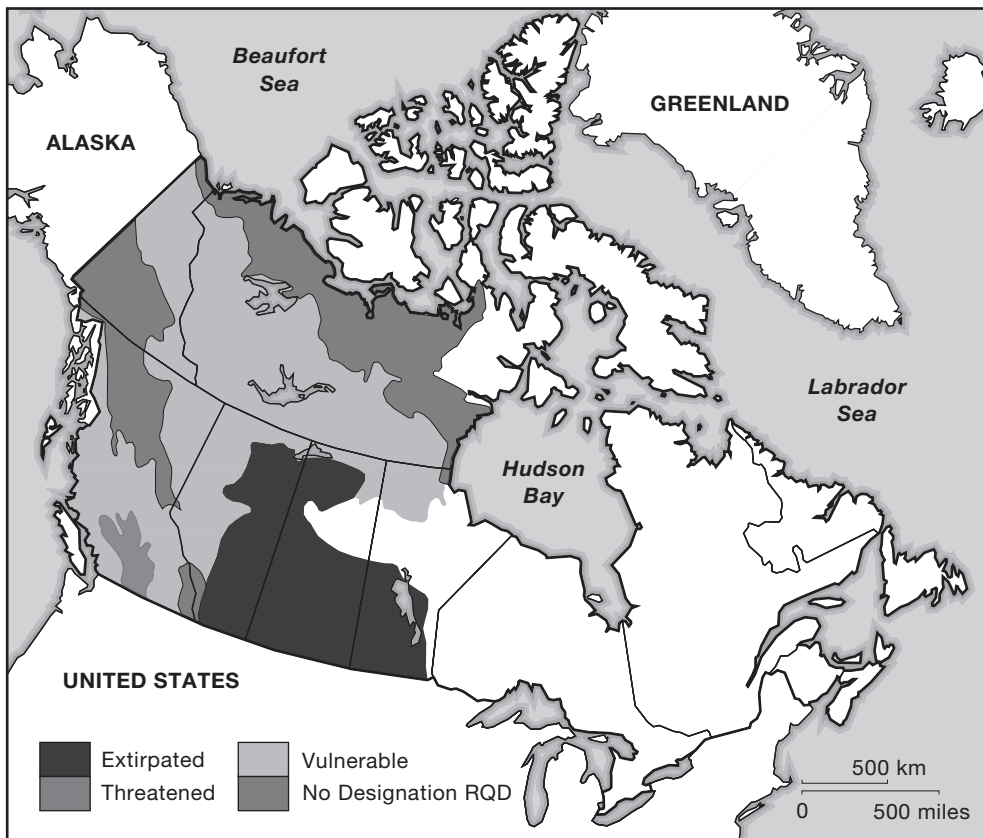 Beaufort
Sea
GREENLAND
ALASKA
Labrador
Sea
Hudson
Bay
UNITED STATES
Extirpated
Vulnerable
Threatened
No Designation RQD
500 km
0
500 miles